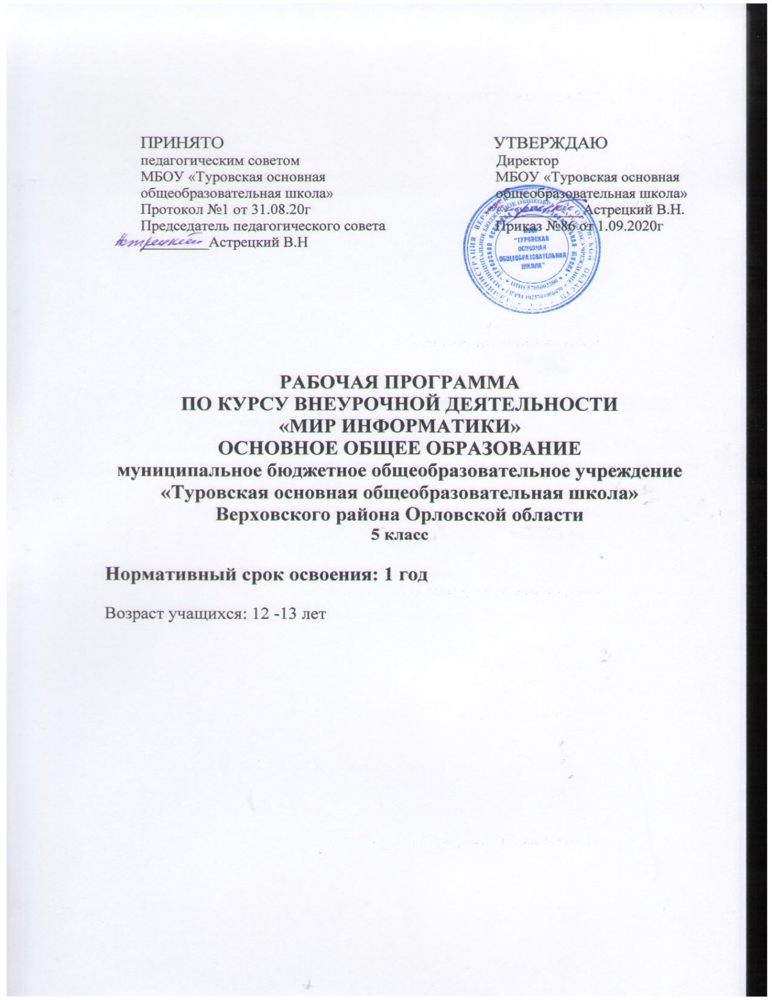 ПРИНЯТО
педагогическим советом
МБОУ «Туровская основная
общеобразовательная школа»
Протокол №1 от 31.08.20г
Председатель педагогического совета
Астрецкий В.Н
УТВЕРЖДАЮ
Директор
МБОУ «Туровская основная
общеобразовательная школа»
Астрецкий В.Н.
Приказ №86 от 1.09.2020г
"ТУРОВСКАЯ
ОСНОВНАЯ
ОБЩЕОБРАЗОВАТЕЛЬНАЯ
ШКОЛА"
РАБОЧАЯ ПРОГРАММА
ПО КУРСУ ВНЕУРОЧНОЙ ДЕЯТЕЛЬНОСТИ
«МИР ИНФОРМАТИКИ»
ОСНОВНОЕ ОБЩЕЕ ОБРАЗОВАНИЕ
муниципальное бюджетное общеобразовательное учреждение
«Туровская основная общеобразовательная школа»
Верховского района Орловской области
5 класс
Нормативный срок освоения: 1 год
Возраст учащихся: 12 -13 лет